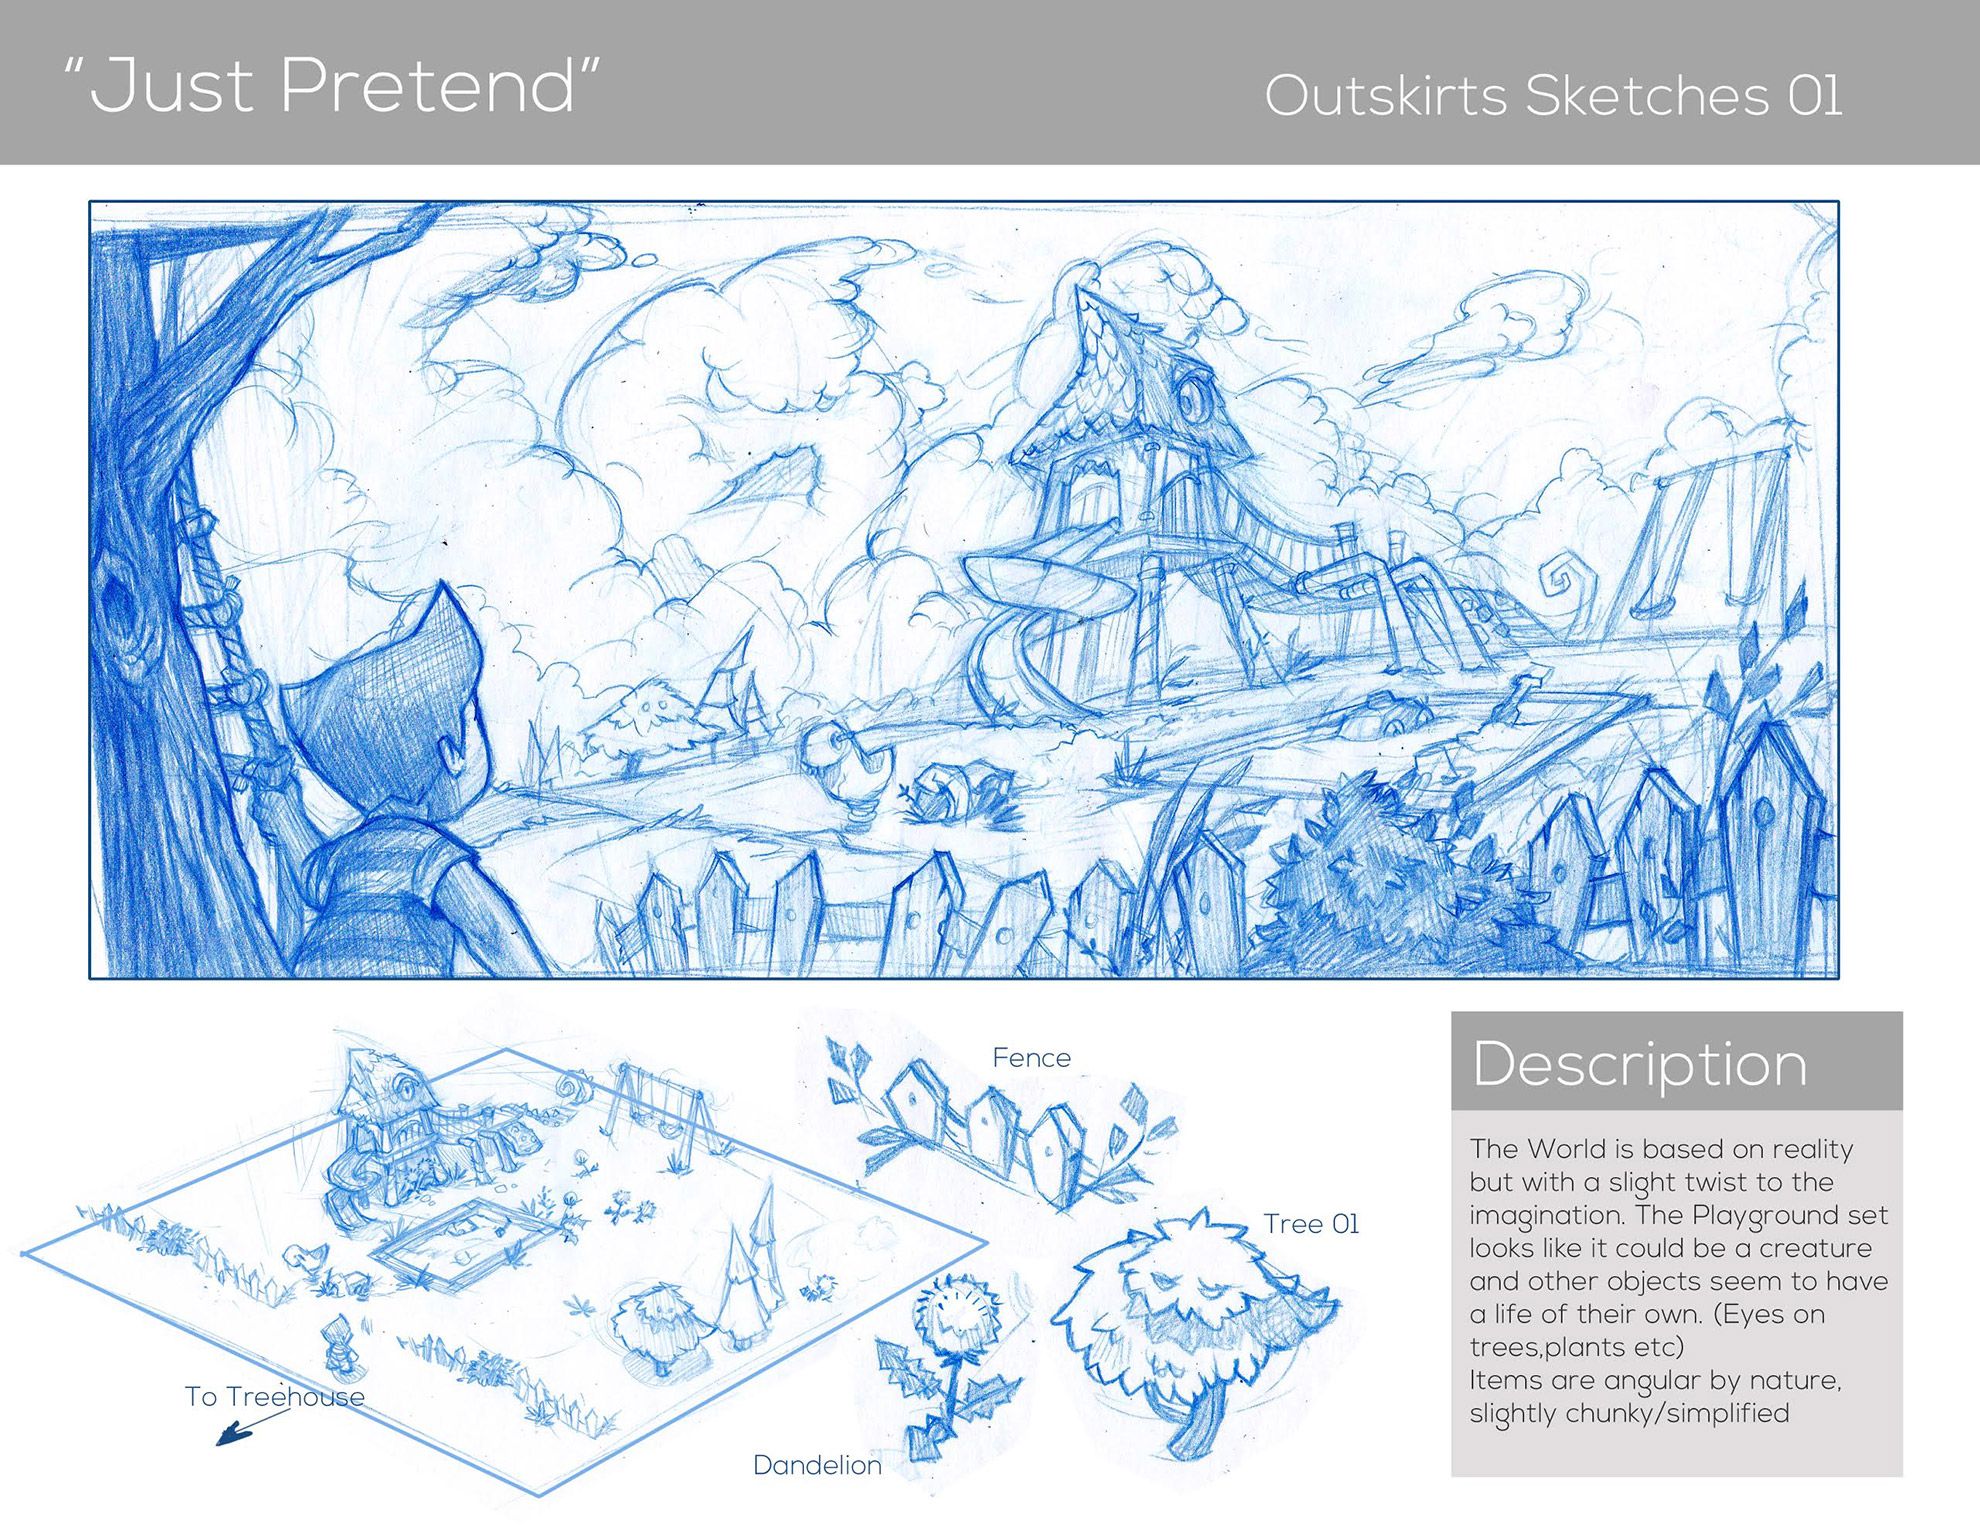 “Just Pretend”
Outskirts Sketches 01
Fence
Tree 01
To Treehouse
Dandelion
Description
The World is based on reality
but with a slight twist to the
imagination. The Playground set
looks like it could be a creature
and other objects seem to have
a life of their own. (Eyes on
trees,plants etc)
Items are angular by nature,
slightly chunky/simplified